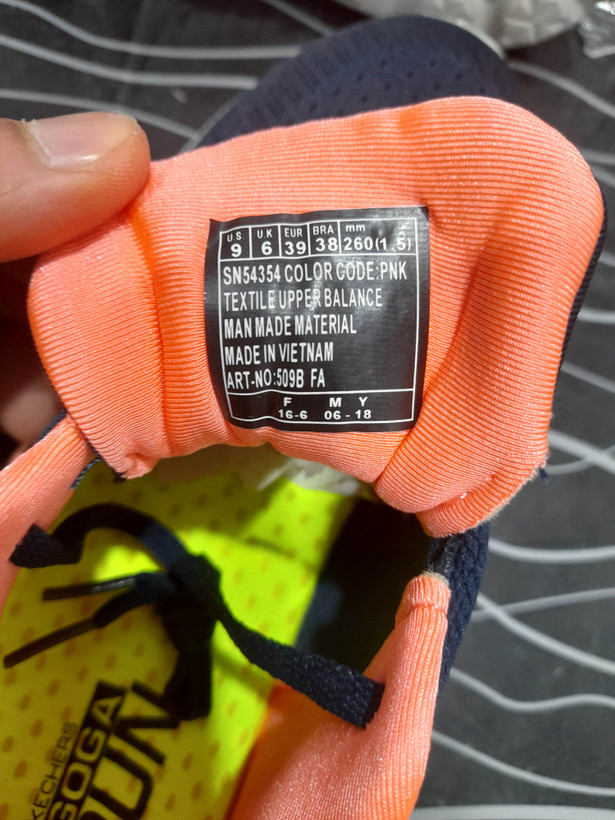 U.S U.K EUR BRA mm
9 6 39 38 260(1,5)
SN54354 COLOR CODE:PNK
TEXTILE UPPER BALANCE
MAN MADE MATERIAL
MADE IN VIETNAM
ART-NO:509B FA
F M Y
16-6 06 - 18
SKECHERS
GOGA
RUN